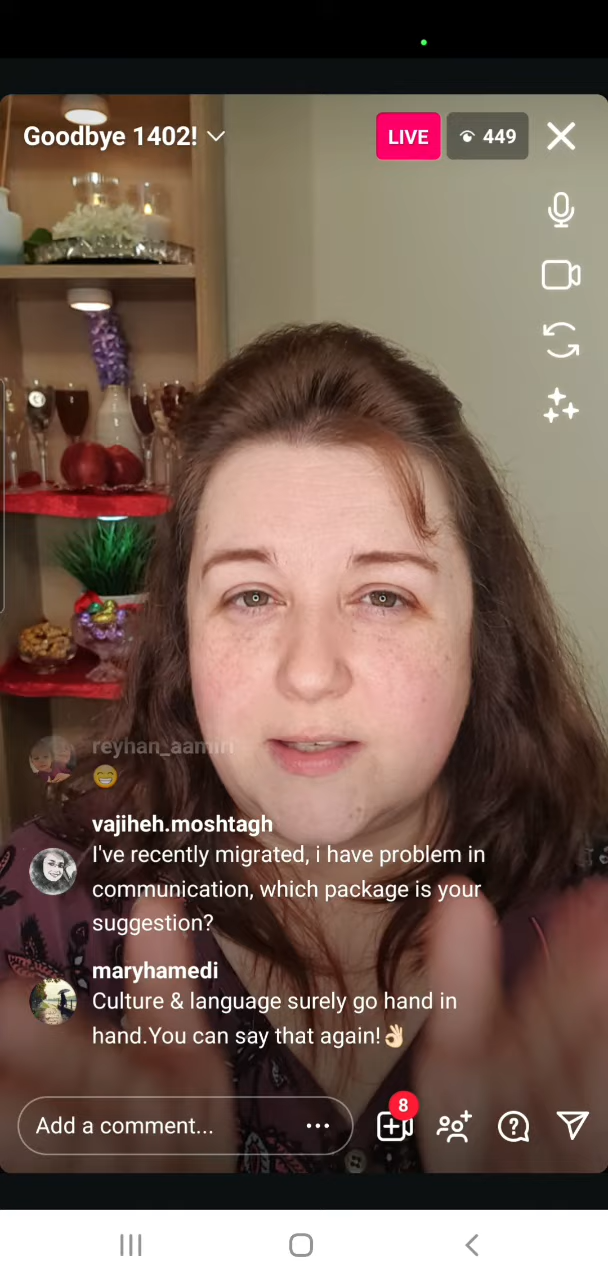 Goodbye 1402!
LIVE
449
reyhan_aamiri
😁
vajiheh.moshtagh
I've recently migrated, i have problem in
communication, which package is your
suggestion?
maryhamedi
Culture & language surely go hand in
hand.You can say that again!👌🏻
8
Add a comment...